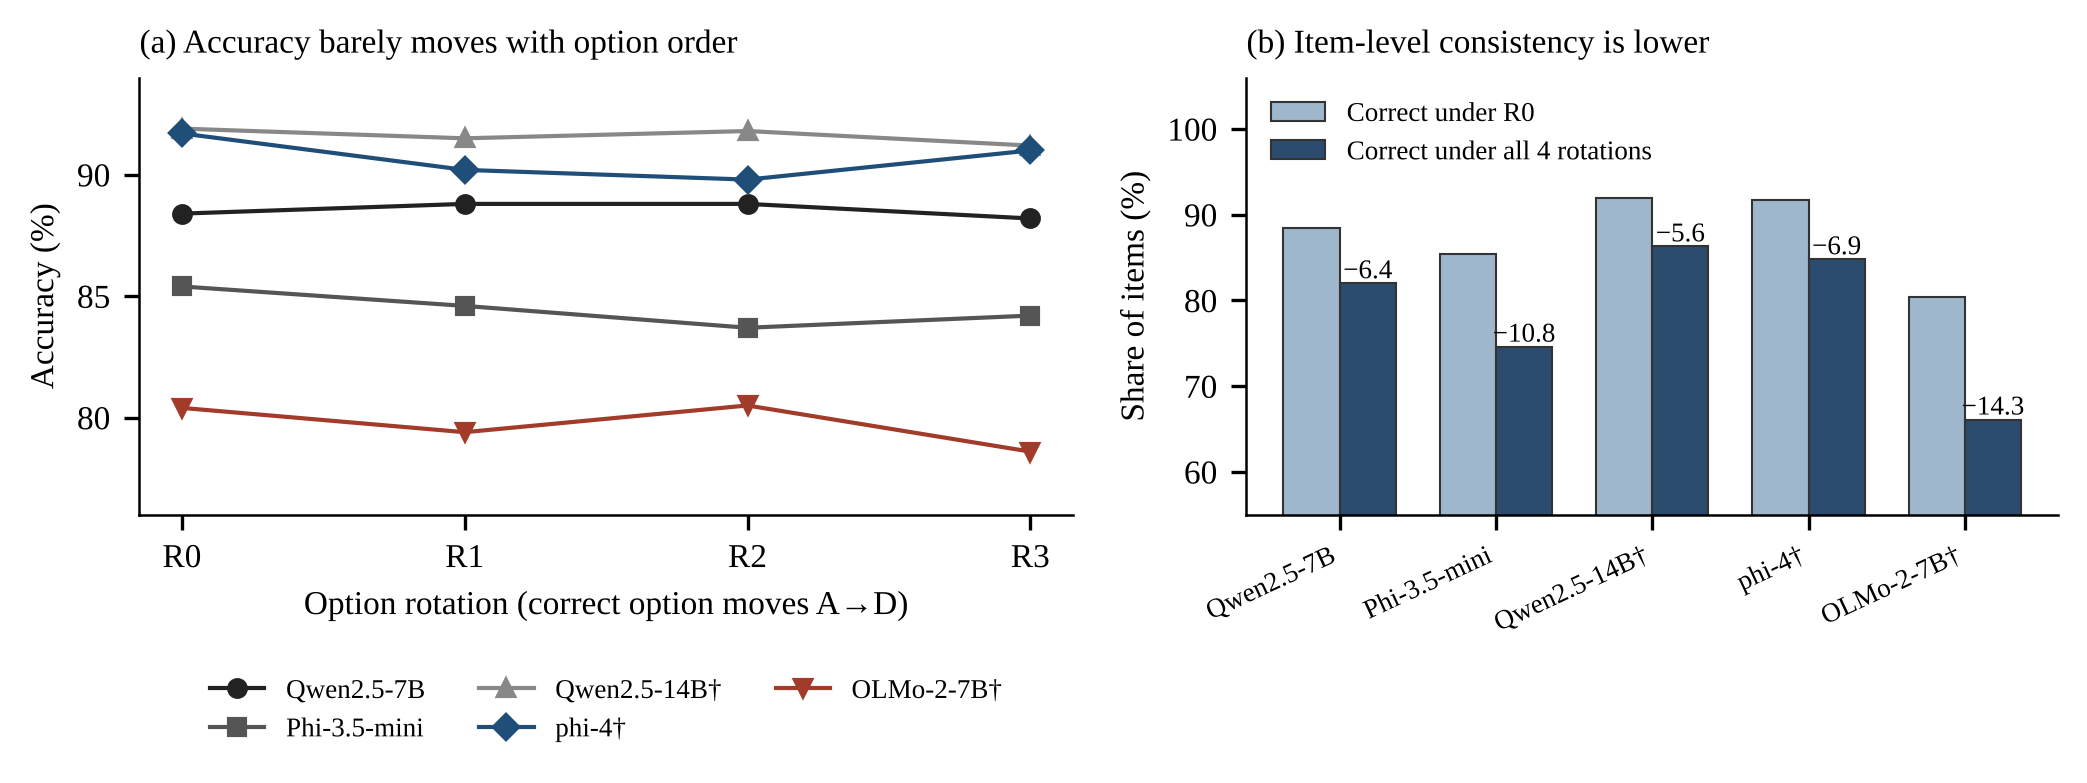 (a) Accuracy barely moves with option order
Accuracy (%)
90
85
80
R0 R1 R2 R3
Option rotation (correct option moves A→D)
Qwen2.5-7B
Phi-3.5-mini
Qwen2.5-14B†
phi-4†
OLMo-2-7B†
(b) Item-level consistency is lower
Correct under R0
Correct under all 4 rotations
Share of items (%)
100
90
80
70
60
−6.4
−10.8
−5.6
−6.9
−14.3
Qwen2.5-7B
Phi-3.5-mini
Qwen2.5-14B†
phi-4†
OLMo-2-7B†